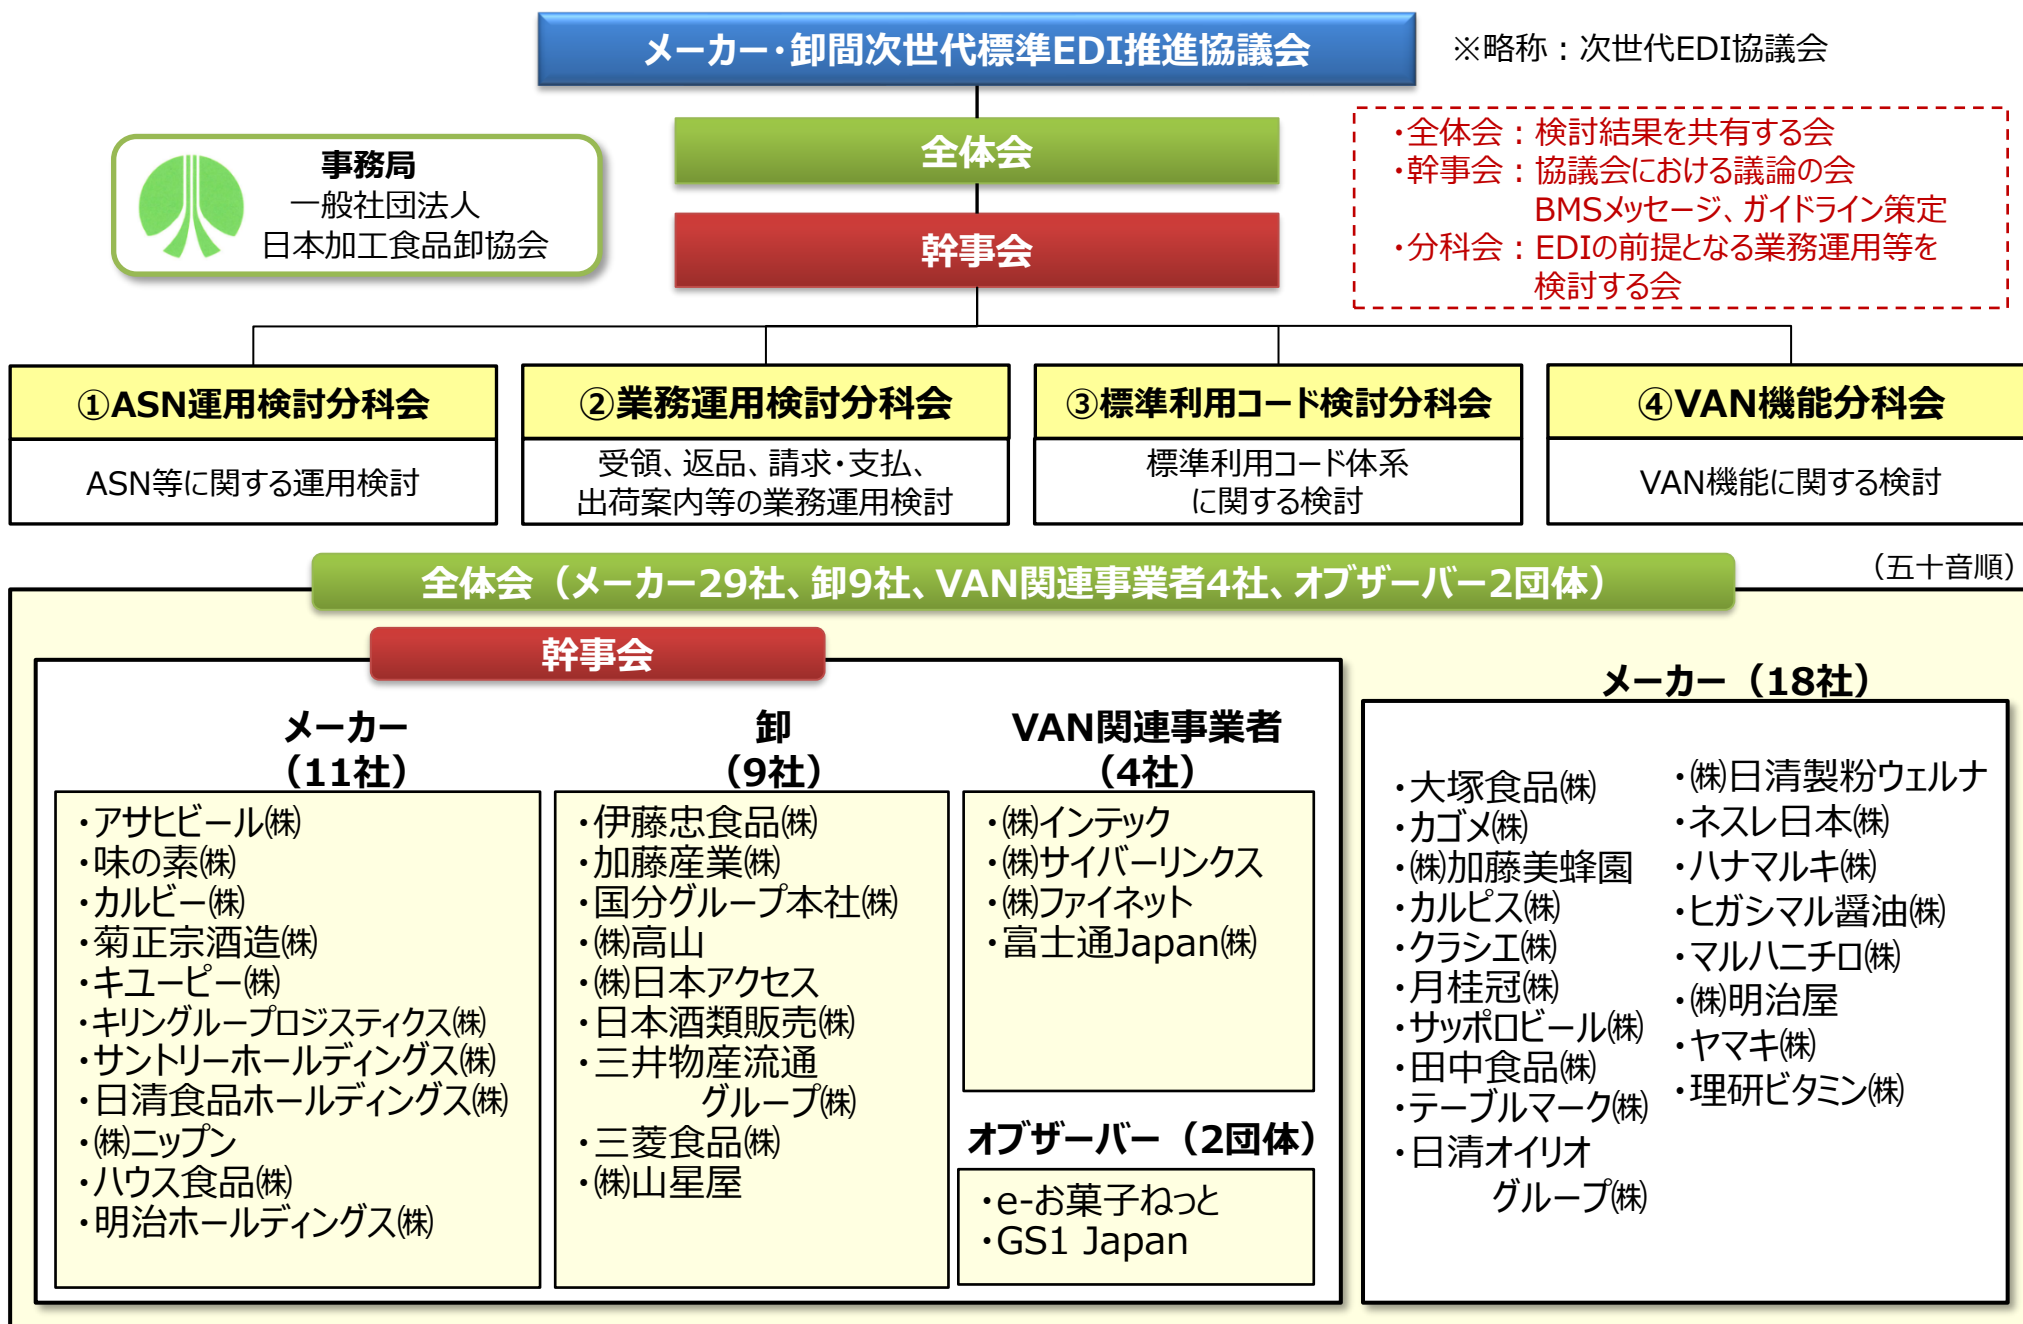 メーカー・卸間次世代標準EDI推進協議会
※略称：次世代EDI協議会
全体会
事務局
一般社団法人
日本加工食品卸協会
・全体会：検討結果を共有する会
・幹事会：協議会における議論の会
BMSメッセージ、ガイドライン策定
・分科会：EDIの前提となる業務運用等を
検討する会
幹事会
①ASN運用検討分科会
ASN等に関する運用検討
②業務運用検討分科会
受領、返品、請求・支払、
出荷案内等の業務運用検討
③標準利用コード検討分科会
標準利用コード体系
に関する検討
④VAN機能分科会
VAN機能に関する検討
全体会（メーカー29社、卸9社、VAN関連事業者4社、オブザーバー2団体）
（五十音順）
幹事会
メーカー
（11社）
・アサヒビール㈱
・味の素㈱
・カルビー㈱
・菊正宗酒造㈱
・キユーピー㈱
・キリングループロジスティクス㈱
・サントリーホールディングス㈱
・日清食品ホールディングス㈱
・㈱ニップン
・ハウス食品㈱
・明治ホールディングス㈱
卸
（9社）
・伊藤忠食品㈱
・加藤産業㈱
・国分グループ本社㈱
・㈱高山
・㈱日本アクセス
・日本酒類販売㈱
・三井物産流通
グループ㈱
・三菱食品㈱
・㈱山星屋
VAN関連事業者
（4社）
・㈱インテック
・㈱サイバーリンクス
・㈱ファイネット
・富士通Japan㈱
オブザーバー（2団体）
・e-お菓子ねっと
・GS1 Japan
メーカー（18社）
・大塚食品㈱
・カゴメ㈱
・㈱加藤美蜂園
・カルピス㈱
・クラシエ㈱
・月桂冠㈱
・サッポロビール㈱
・田中食品㈱
・テーブルマーク㈱
・日清オイリオ
グループ㈱
・㈱日清製粉ウェルナ
・ネスレ日本㈱
・ハナマルキ㈱
・ヒガシマル醤油㈱
・マルハニチロ㈱
・㈱明治屋
・ヤマキ㈱
・理研ビタミン㈱